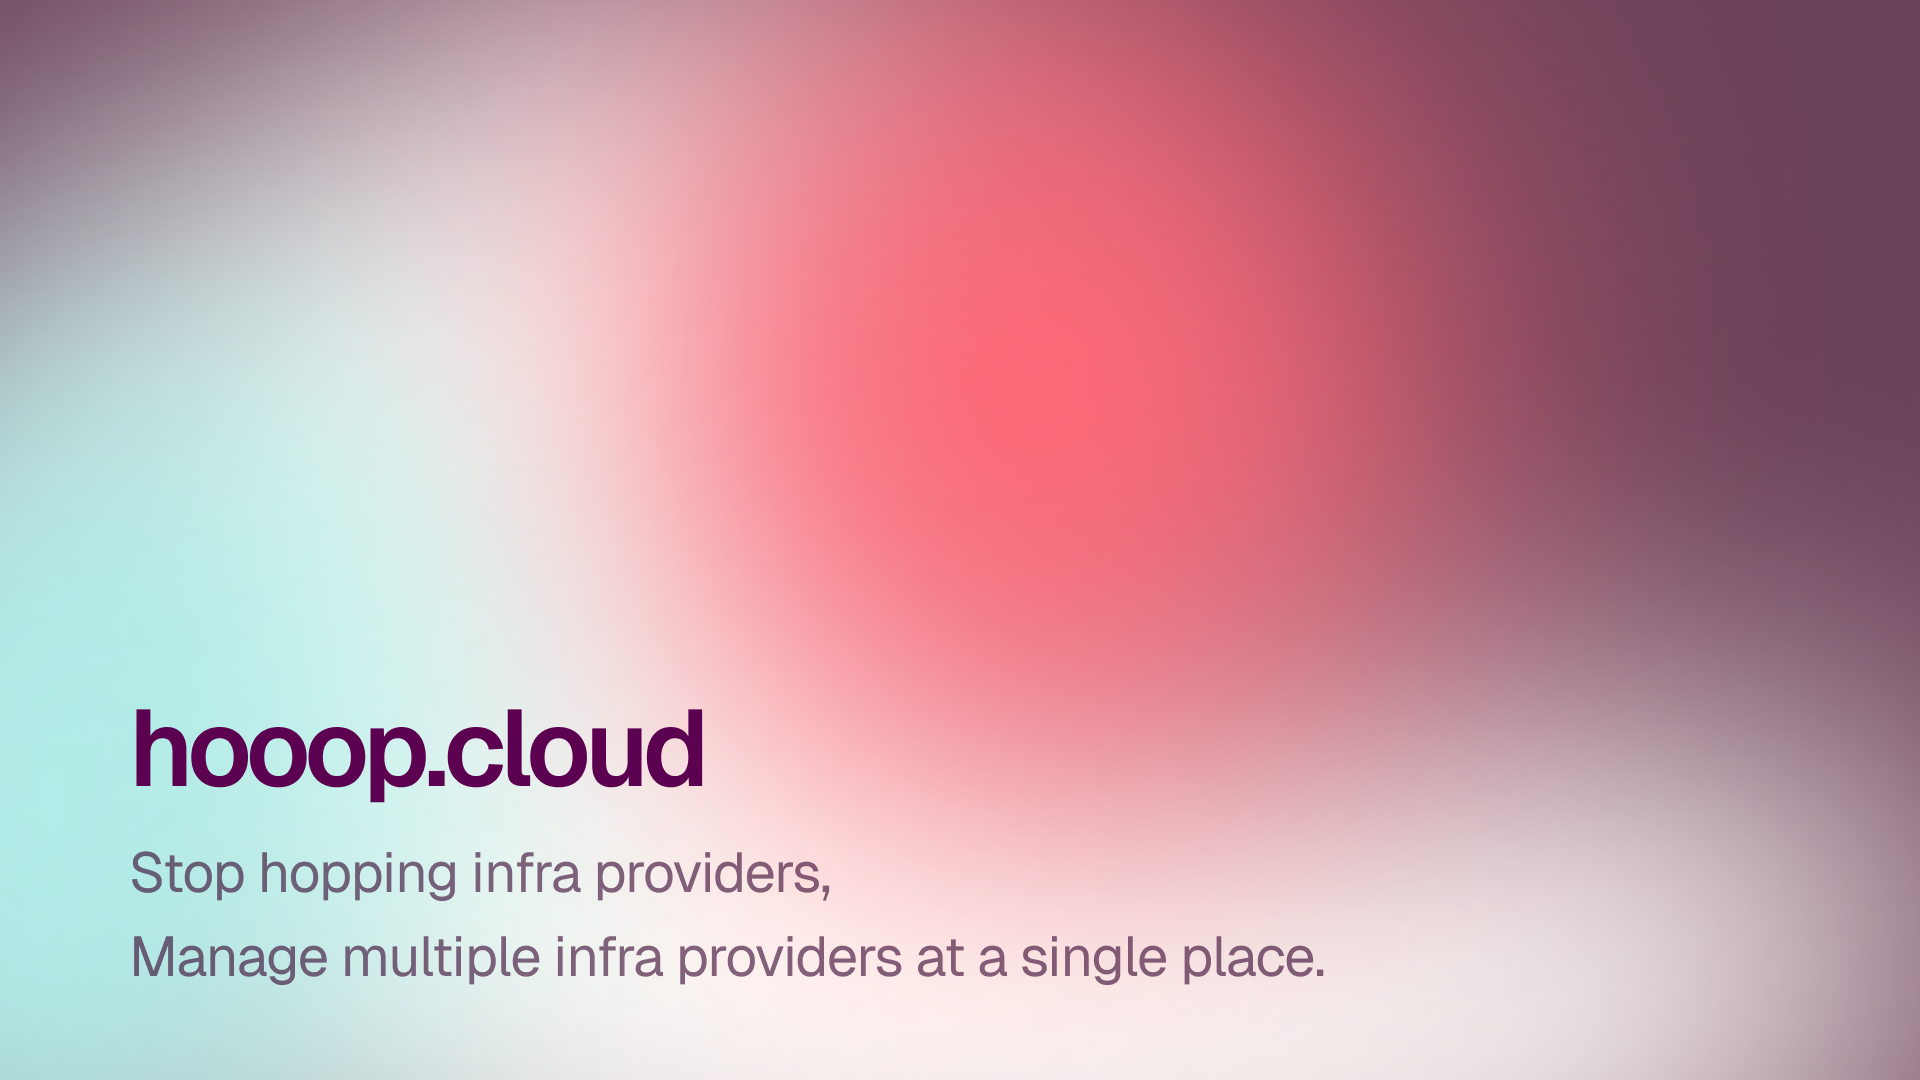 hooop.cloud
Stop hopping infra providers,
Manage multiple infra providers at a single place.